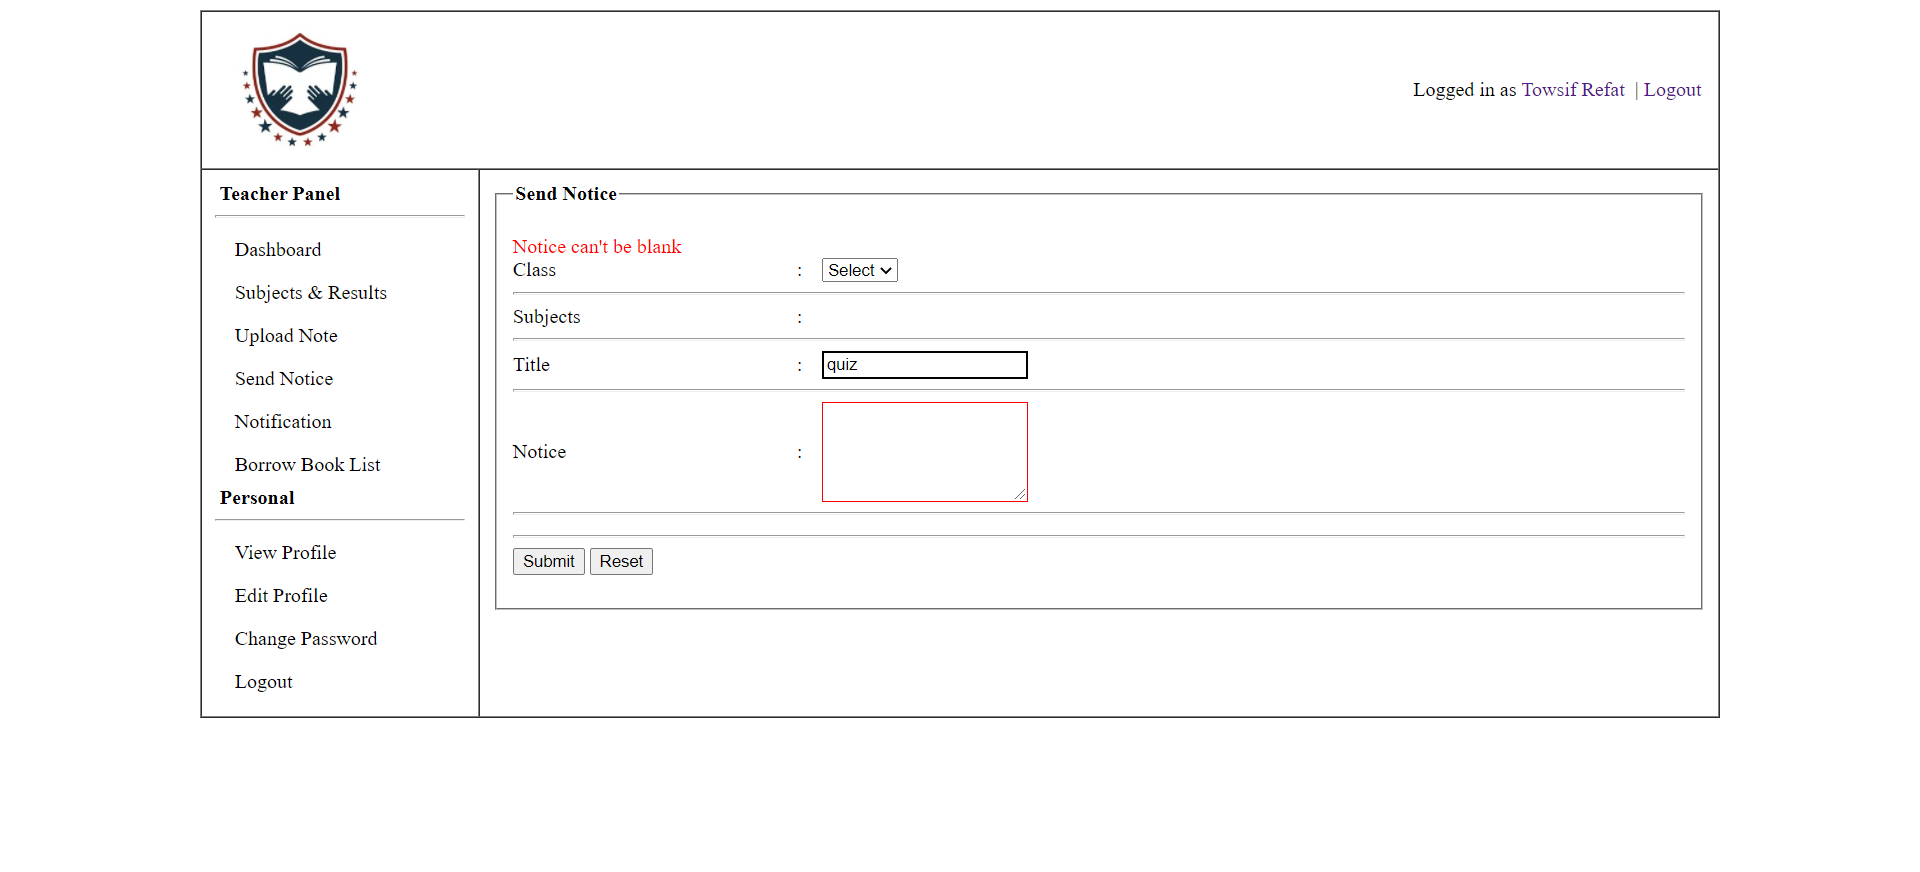 Logged in as Towsif Refat | Logout
Teacher Panel
Dashboard
Subjects & Results
Upload Note
Send Notice
Notification
Borrow Book List
Personal
View Profile
Edit Profile
Change Password
Logout
Send Notice
Notice can't be blank
Class : Select
Subjects :
Title : quiz
Notice :
Submit Reset